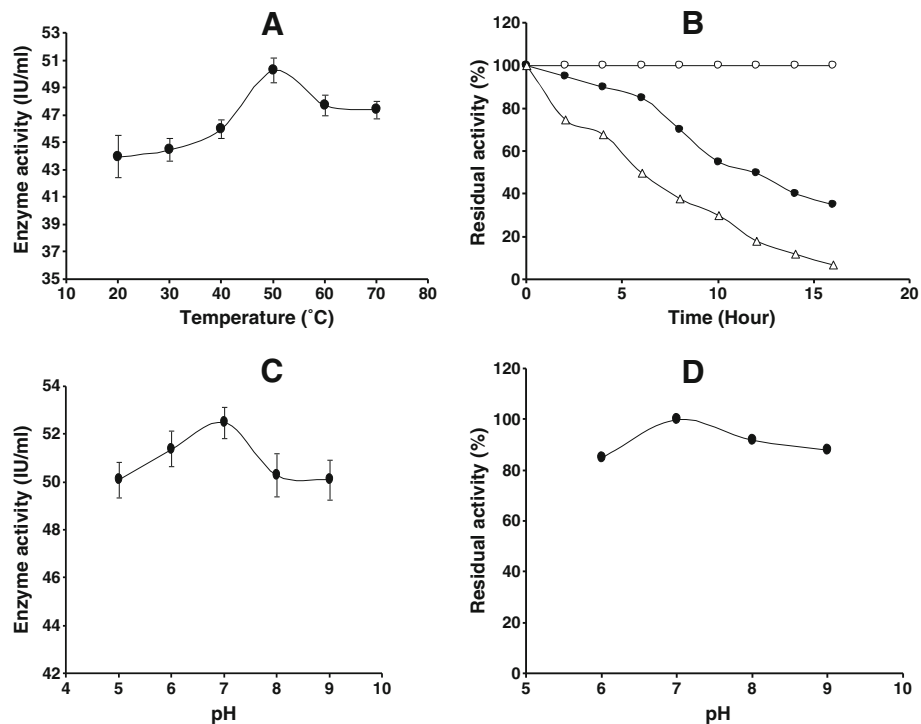 A
Enzyme activity (IU/ml)
53
51
49
47
45
43
41
39
37
35
10 20 30 40 50 60 70 80
Temperature (˚C)
B
Residual activity (%)
120
100
80
60
40
20
0
0 5 10 15 20
Time (Hour)
C
Enzyme activity (IU/ml)
54
52
50
48
46
44
42
4 5 6 7 8 9 10
pH
D
Residual activity (%)
120
100
80
60
40
20
0
5 6 7 8 9 10
pH